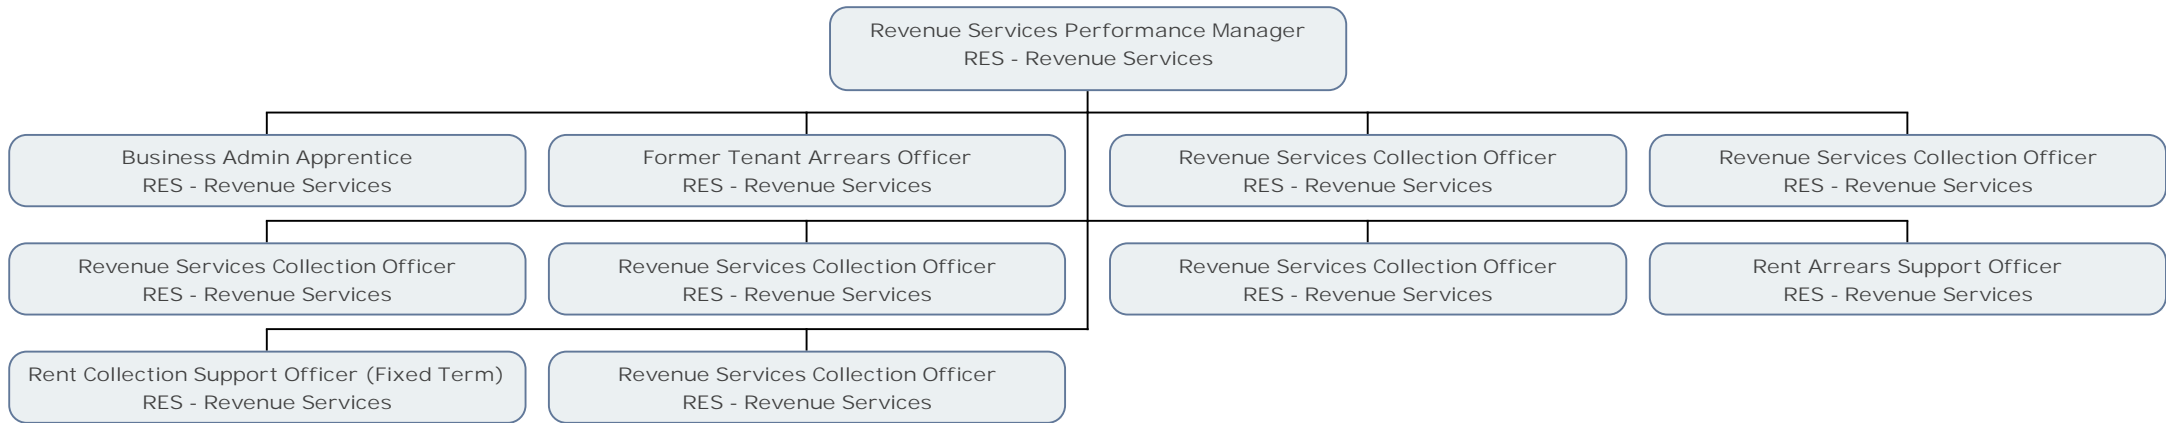 Revenue Services Performance Manager
RES - Revenue Services
Business Admin Apprentice
RES - Revenue Services
Former Tenant Arrears Officer
RES - Revenue Services
Revenue Services Collection Officer
RES - Revenue Services
Revenue Services Collection Officer
RES - Revenue Services
Revenue Services Collection Officer
RES - Revenue Services
Revenue Services Collection Officer
RES - Revenue Services
Revenue Services Collection Officer
RES - Revenue Services
Rent Arrears Support Officer
RES - Revenue Services
Rent Collection Support Officer (Fixed Term)
RES - Revenue Services
Revenue Services Collection Officer
RES - Revenue Services